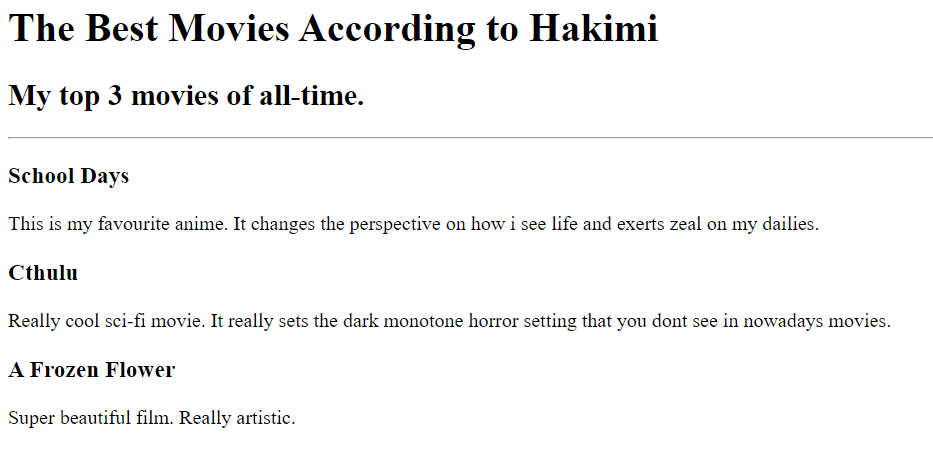 The Best Movies According to Hakimi
My top 3 movies of all-time.
School Days
This is my favourite anime. It changes the perspective on how i see life and exerts zeal on my dailies.
Cthulu
Really cool sci-fi movie. It really sets the dark monotone horror setting that you dont see in nowadays movies.
A Frozen Flower
Super beautiful film. Really artistic.